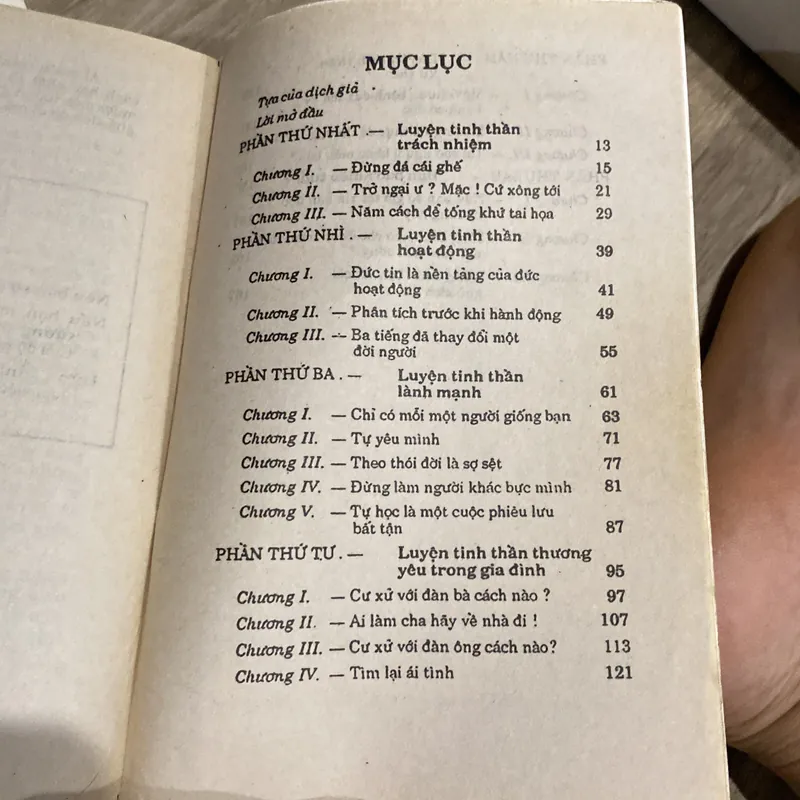 MỤC LỤC
Tựa của dịch giả
Lời mở đầu
PHẦN THỨ NHẤT .— Luyện tinh thần
trách nhiệm 13
Chương I. — Đừng đá cái ghế 15
Chương II. — Trở ngại ư ? Mặc ! Cứ xông tới 21
Chương III. — Năm cách để tống khứ tai họa 29
PHẦN THỨ NHÌ .— Luyện tinh thần
hoạt động 39
Chương I. — Đức tin là nền tảng của đức
hoạt động 41
Chương II. — Phân tích trước khi hành động 49
Chương III. — Ba tiếng đã thay đổi một
đời người 55
PHẦN THỨ BA .— Luyện tinh thần
lành mạnh 61
Chương I. — Chỉ có mỗi một người giống bạn 63
Chương II. — Tự yêu mình 71
Chương III. — Theo thói đời là sợ sệt 77
Chương IV. — Đừng làm người khác bực mình 81
Chương V. — Tự học là một cuộc phiêu lưu
bất tận 87
PHẦN THỨ TƯ .— Luyện tinh thần thương
yêu trong gia đình 95
Chương I. — Cư xử với đàn bà cách nào ? 97
Chương II. — Ai làm cha hãy về nhà đi ! 107
Chương III. — Cư xử với đàn ông cách nào? 113
Chương IV. — Tìm lại ái tình 121